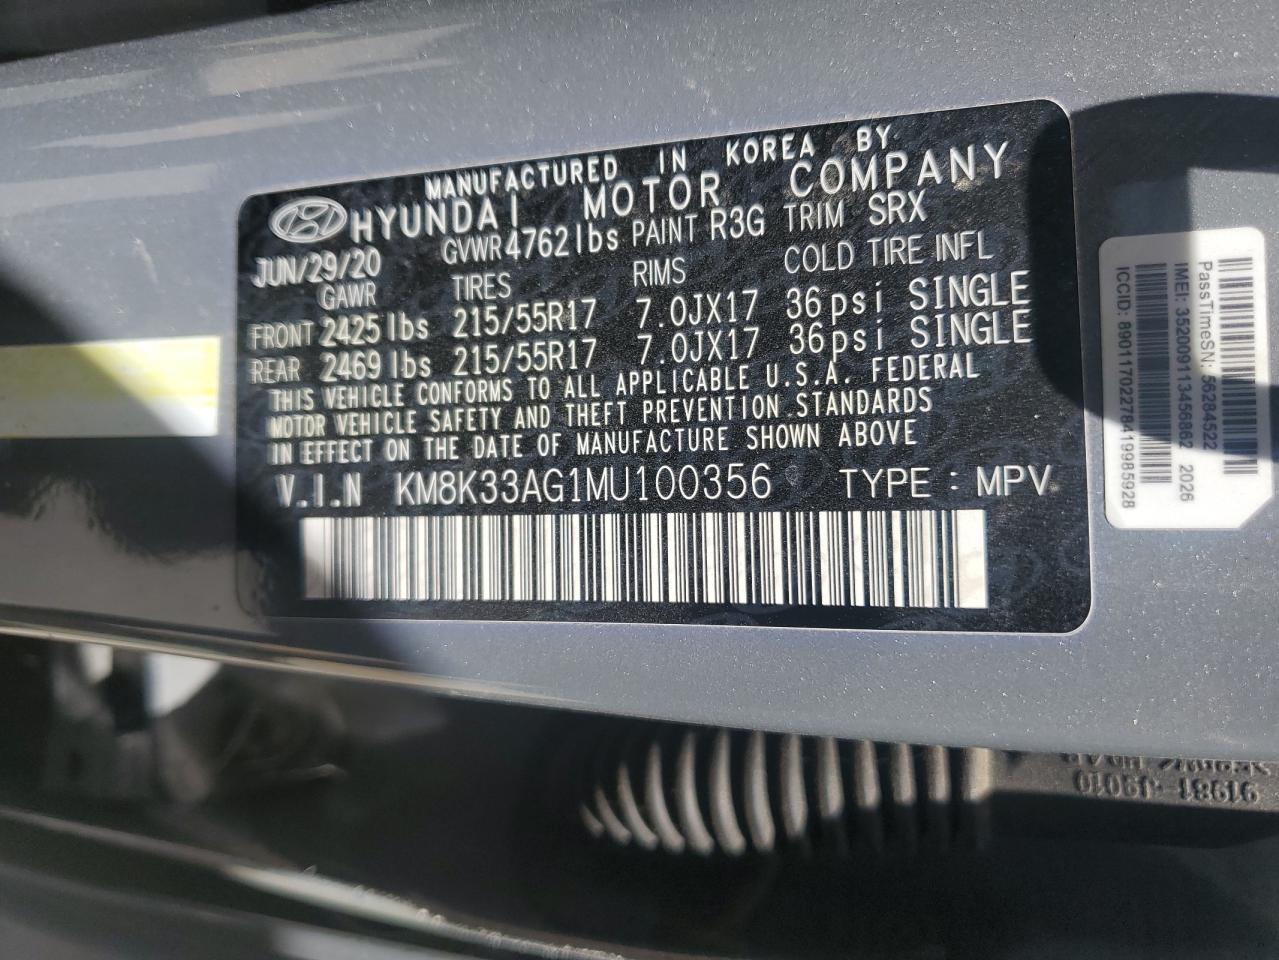 MANUFACTURED IN KOREA BY
HYUNDAI MOTOR COMPANY
JUN/29/20 GVWR 4762 lbs PAINT R3G TRIM SRX
GAWR TIRES RIMS COLD TIRE INFL
FRONT 2425 lbs 215/55R17 7.0JX17 36psi SINGLE
REAR 2469 lbs 215/55R17 7.0JX17 36psi SINGLE
THIS VEHICLE CONFORMS TO ALL APPLICABLE U.S.A. FEDERAL
MOTOR VEHICLE SAFETY AND THEFT PREVENTION STANDARDS
IN EFFECT ON THE DATE OF MANUFACTURE SHOWN ABOVE
V.I.N KM8K33AG1MU100356 TYPE : MPV
PassTimeSN: 56284522
IMEI: 352009113456862 2026
ICCID: 89011702278419985928
91981-J9010